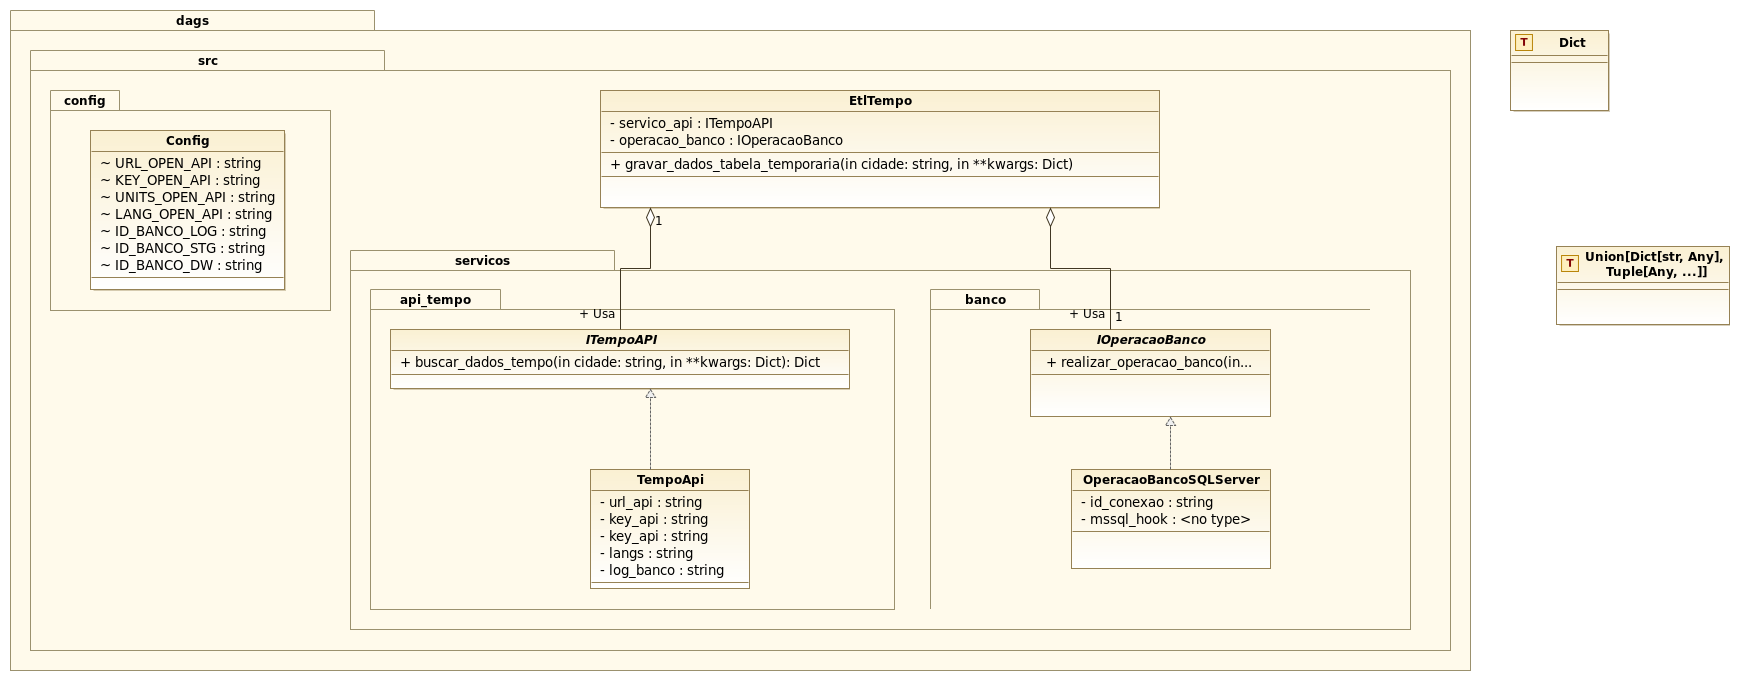 dags
src
config
Config
~ URL_OPEN_API : string
~ KEY_OPEN_API : string
~ UNITS_OPEN_API : string
~ LANG_OPEN_API : string
~ ID_BANCO_LOG : string
~ ID_BANCO_STG : string
~ ID_BANCO_DW : string
EtlTempo
- servico_api : ITempoAPI
- operacao_banco : IOperacaoBanco
+ gravar_dados_tabela_temporaria(in cidade: string, in **kwargs: Dict)
1
servicos
api_tempo
+ Usa
ITempoAPI
+ buscar_dados_tempo(in cidade: string, in **kwargs: Dict): Dict
TempoApi
- url_api : string
- key_api : string
- key_api : string
- langs : string
- log_banco : string
banco
+ Usa
1
IOperacaoBanco
+ realizar_operacao_banco(in...
OperacaoBancoSQLServer
- id_conexao : string
- mssql_hook : <no type>
T
Dict
T
Union[Dict[str, Any],
Tuple[Any, ...]]